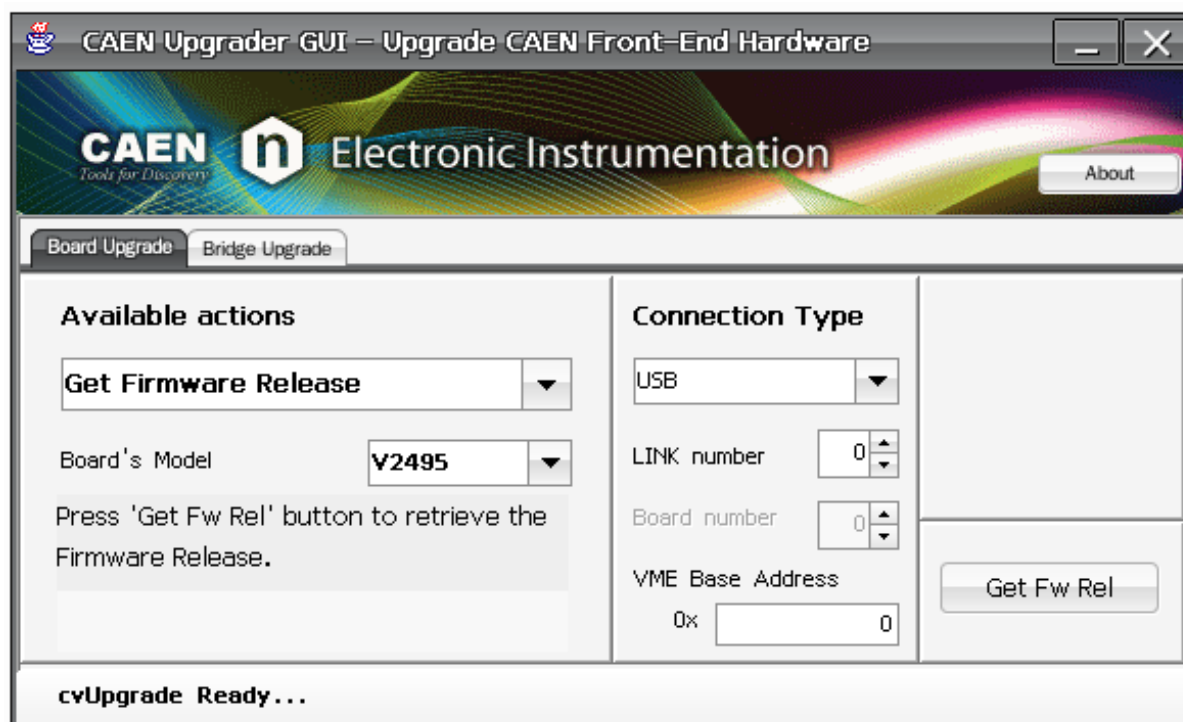 CAEN Upgrader GUI – Upgrade CAEN Front-End Hardware
CAEN n Electronic Instrumentation
Tools for Discovery
About
Board Upgrade
Bridge Upgrade
Available actions
Get Firmware Release
Board's Model
V2495
Press 'Get Fw Rel' button to retrieve the
Firmware Release.
Connection Type
USB
LINK number
0
Board number
0
VME Base Address
0x
0
Get Fw Rel
cvUpgrade Ready...